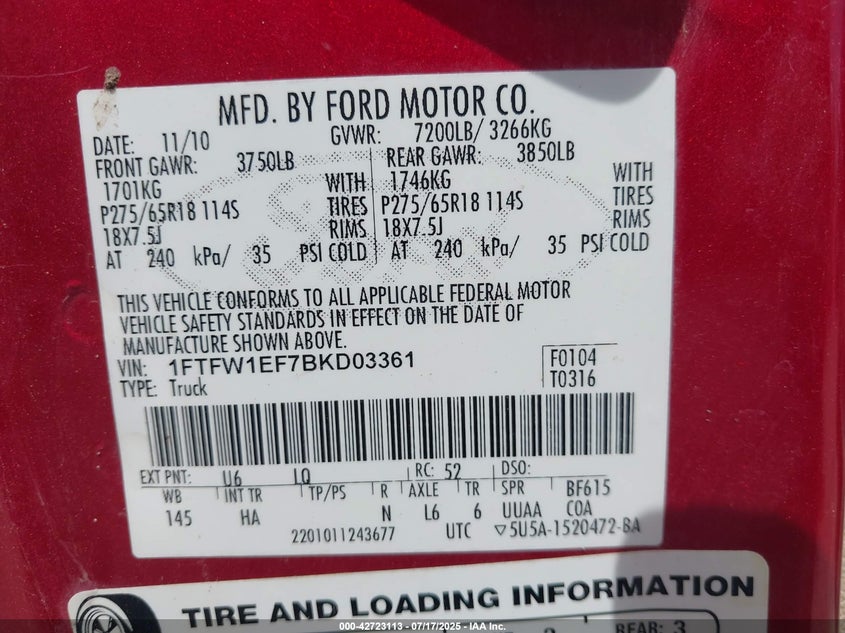 MFD. BY FORD MOTOR CO.
DATE: 11/10 GVWR: 7200LB/ 3266KG
FRONT GAWR: 3750LB REAR GAWR: 3850LB
1701KG WITH 1746KG WITH
P275/65R18 114S TIRES P275/65R18 114S TIRES
18X7.5J RIMS 18X7.5J RIMS
AT 240 kPa/ 35 PSI COLD AT 240 kPa/ 35 PSI COLD
THIS VEHICLE CONFORMS TO ALL APPLICABLE FEDERAL MOTOR
VEHICLE SAFETY STANDARDS IN EFFECT ON THE DATE OF
MANUFACTURE SHOWN ABOVE.
VIN: 1FTFW1EF7BKD03361 F0104
TYPE: Truck T0316
EXT PNT: U6 LQ RC: 52 DSO:
WB INT TR TP/PS R AXLE TR SPR BF615
145 HA N L6 6 UUAA COA
2201011243677 UTC ▽5U5A-1520472-BA
TIRE AND LOADING INFORMATION
REAR: 3
000-42723113 - 07/17/2025 - IAA Inc.